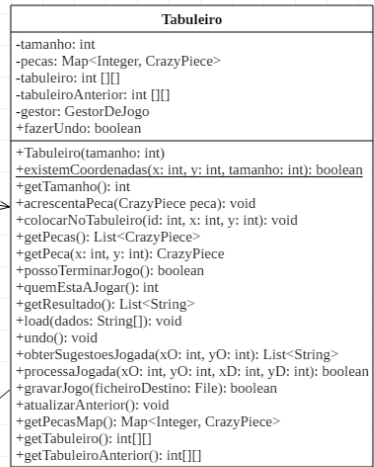 Tabuleiro
-tamanho: int
-pecas: Map<Integer, CrazyPiece>
-tabuleiro: int [][]
-tabuleiroAnterior: int [][]
-gestor: GestorDeJogo
+fazerUndo: boolean
+Tabuleiro(tamanho: int)
+existemCoordenadas(x: int, y: int, tamanho: int): boolean
+getTamanho(): int
+acrescentaPeca(CrazyPiece peca): void
+colocarNoTabuleiro(id: int, x: int, y: int): void
+getPecas(): List<CrazyPiece>
+getPeca(x: int, y: int): CrazyPiece
+possoTerminarJogo(): boolean
+quemEstaAJogar(): int
+getResultado(): List<String>
+load(dados: String[]): void
+undo(): void
+obterSugestoesJogada(xO: int, yO: int): List<String>
+processaJogada(xO: int, yO: int, xD: int, yD: int): boolean
+gravarJogo(ficheiroDestino: File): boolean
+atualizarAnterior(): void
+getPecasMap(): Map<Integer, CrazyPiece>
+getTabuleiro(): int[][]
+getTabuleiroAnterior(): int[][]